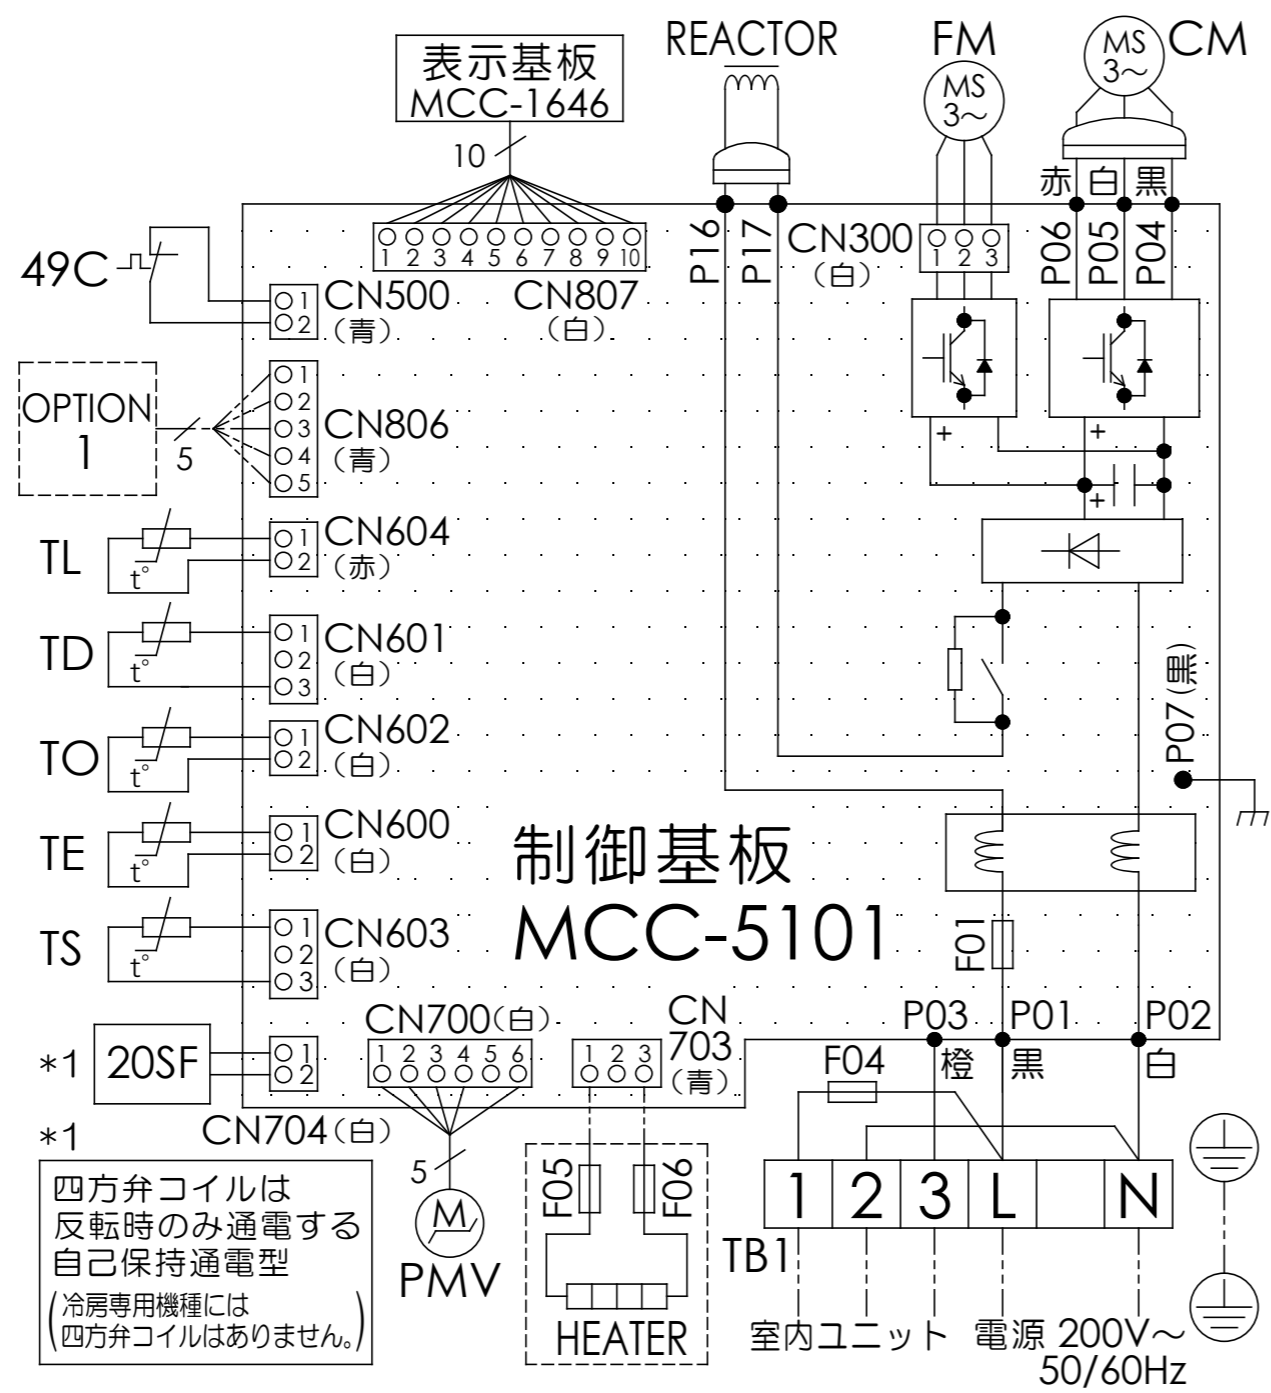 REACTOR
FM
CM
MS
3～
MS
3～
表示基板
MCC-1646
10
赤 白 黒
P16
P17
P06
P05
P04
CN300
(白)
1 2 3
1 2 3 4 5 6 7 8 9 10
CN807
(白)
49C
1
2
CN500
(青)
OPTION
1
5
1
2
3
4
5
CN806
(青)
+
+
+
TL
t°
1
2
CN604
(赤)
TD
t°
1
2
3
CN601
(白)
P07(黒)
TO
t°
1
2
CN602
(白)
TE
t°
1
2
CN600
(白)
制御基板
MCC-5101
TS
t°
1
2
3
CN603
(白)
F01
*1
20SF
1
2
CN704(白)
CN700(白)
1 2 3 4 5 6
5
M
PMV
CN
703
(青)
1 2 3
F05
F06
HEATER
P03
P01
P02
橙
黒
白
F04
1 2 3 L N
TB1
室内ユニット
電源 200V～
50/60Hz
*1
四方弁コイルは
反転時のみ通電する
自己保持通電型
(冷房専用機種には
四方弁コイルはありません。)